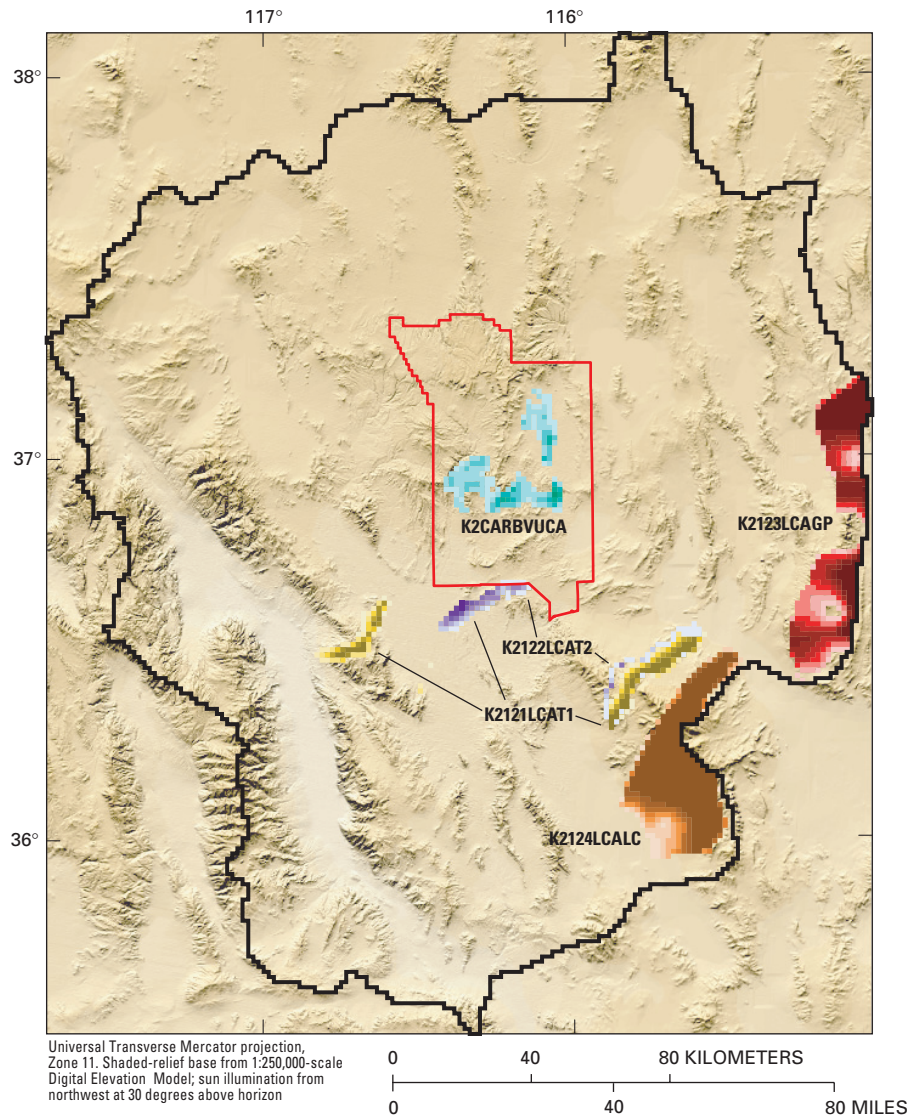 117° 116°
38°
37°
36°
K2CARBVUCA
K2123LCAGP
K2122LCAT2
K2121LCAT1
K2124LCALC
Universal Transverse Mercator projection,
Zone 11. Shaded-relief base from 1:250,000-scale
Digital Elevation Model; sun illumination from
northwest at 30 degrees above horizon
0 40 80 KILOMETERS
0 40 80 MILES